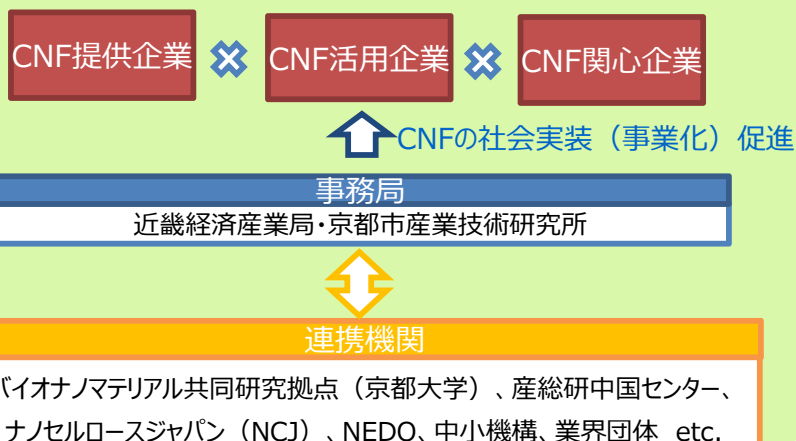 CNF提供企業 × CNF活用企業 × CNF関心企業
CNFの社会実装（事業化）促進
事務局
近畿経済産業局・京都市産業技術研究所
連携機関
バイオナノマテリアル共同研究拠点（京都大学）、産総研中国センター、
ナノセルロースジャパン（NCJ）、NEDO、中小機構、業界団体 etc.